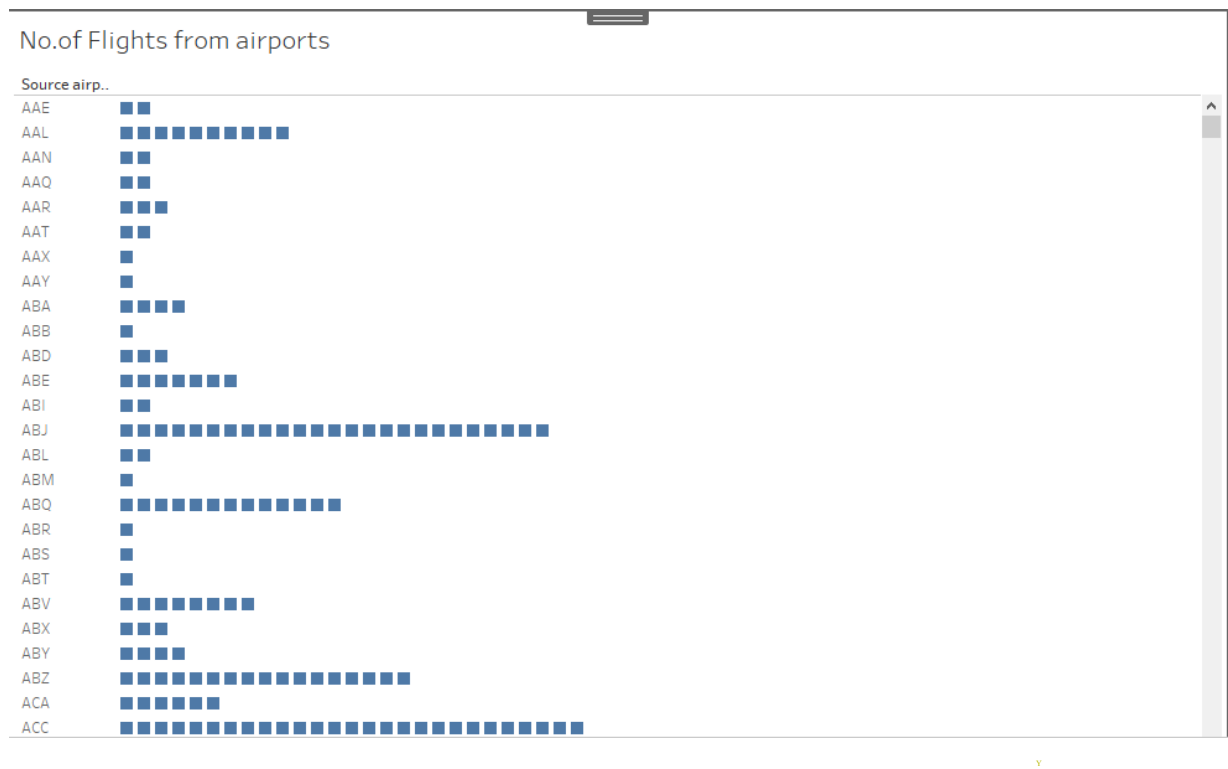 No.of Flights from airports
Source airp..
AAE
AAL
AAN
AAQ
AAR
AAT
AAX
AAY
ABA
ABB
ABD
ABE
ABI
ABJ
ABL
ABM
ABQ
ABR
ABS
ABT
ABV
ABX
ABY
ABZ
ACA
ACC
Y